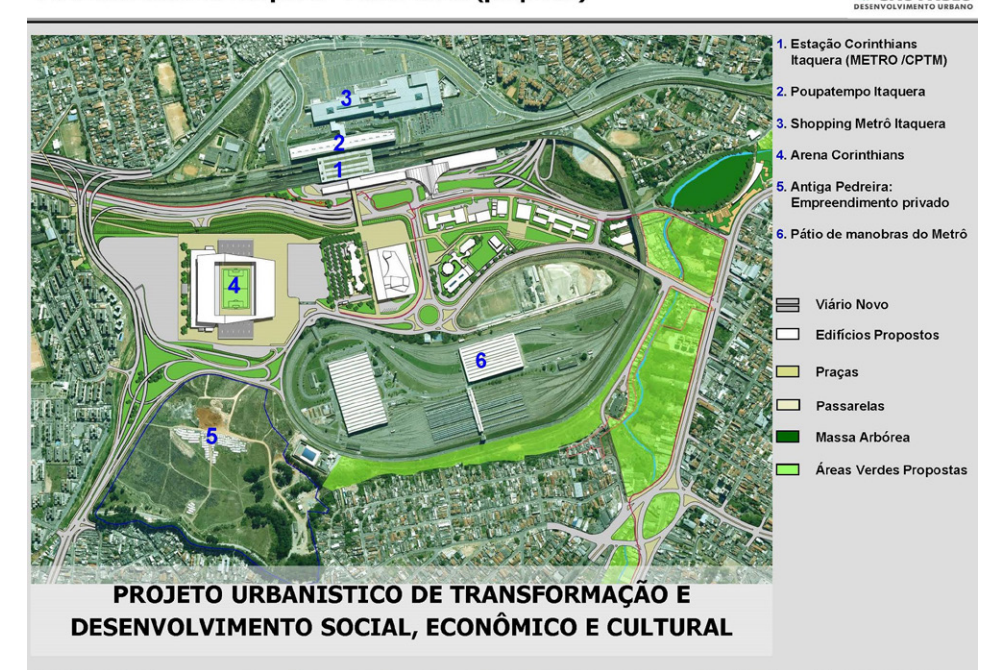 DESENVOLVIMENTO URBANO
1. Estação Corinthians
Itaquera (METRO /CPTM)
2. Poupatempo Itaquera
3. Shopping Metrô Itaquera
4. Arena Corinthians
5. Antiga Pedreira:
Empreendimento privado
6. Pátio de manobras do Metrô
Viário Novo
Edifícios Propostos
Praças
Passarelas
Massa Arbórea
Áreas Verdes Propostas
3
2
1
4
6
5
PROJETO URBANÍSTICO DE TRANSFORMAÇÃO E
DESENVOLVIMENTO SOCIAL, ECONÔMICO E CULTURAL